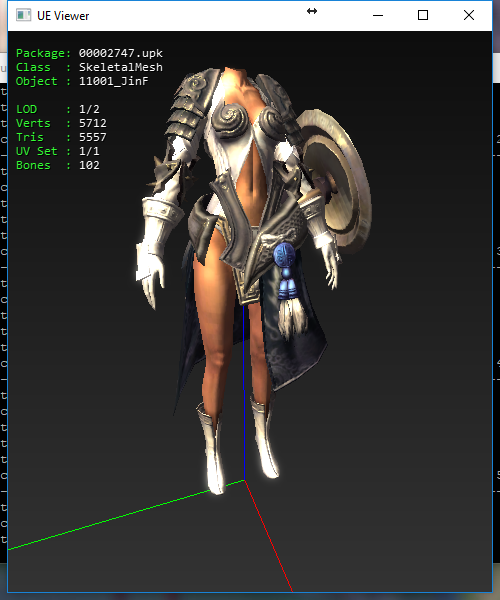 UE Viewer
Package: 00002747.upk
Class : SkeletalMesh
Object : 11001_JinF
LOD : 1/2
Verts : 5712
Tris : 5557
UV Set : 1/1
Bones : 102